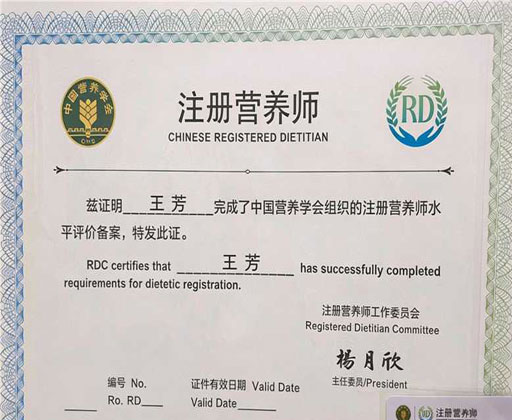 中国营养学会
CNS
RD
注册营养师
CHINESE REGISTERED DIETITIAN
兹证明 王 芳 完成了中国营养学会组织的注册营养师水
平评价备案，特发此证。
RDC certifies that 王 芳 has successfully completed
requirements for dietetic registration.
注册营养师工作委员会
Registered Dietitian Committee
楊月欣
主任委员/President
编号 No. 证件有效日期 Valid Date
Ro. RD Valid Date
RD 注册营养师